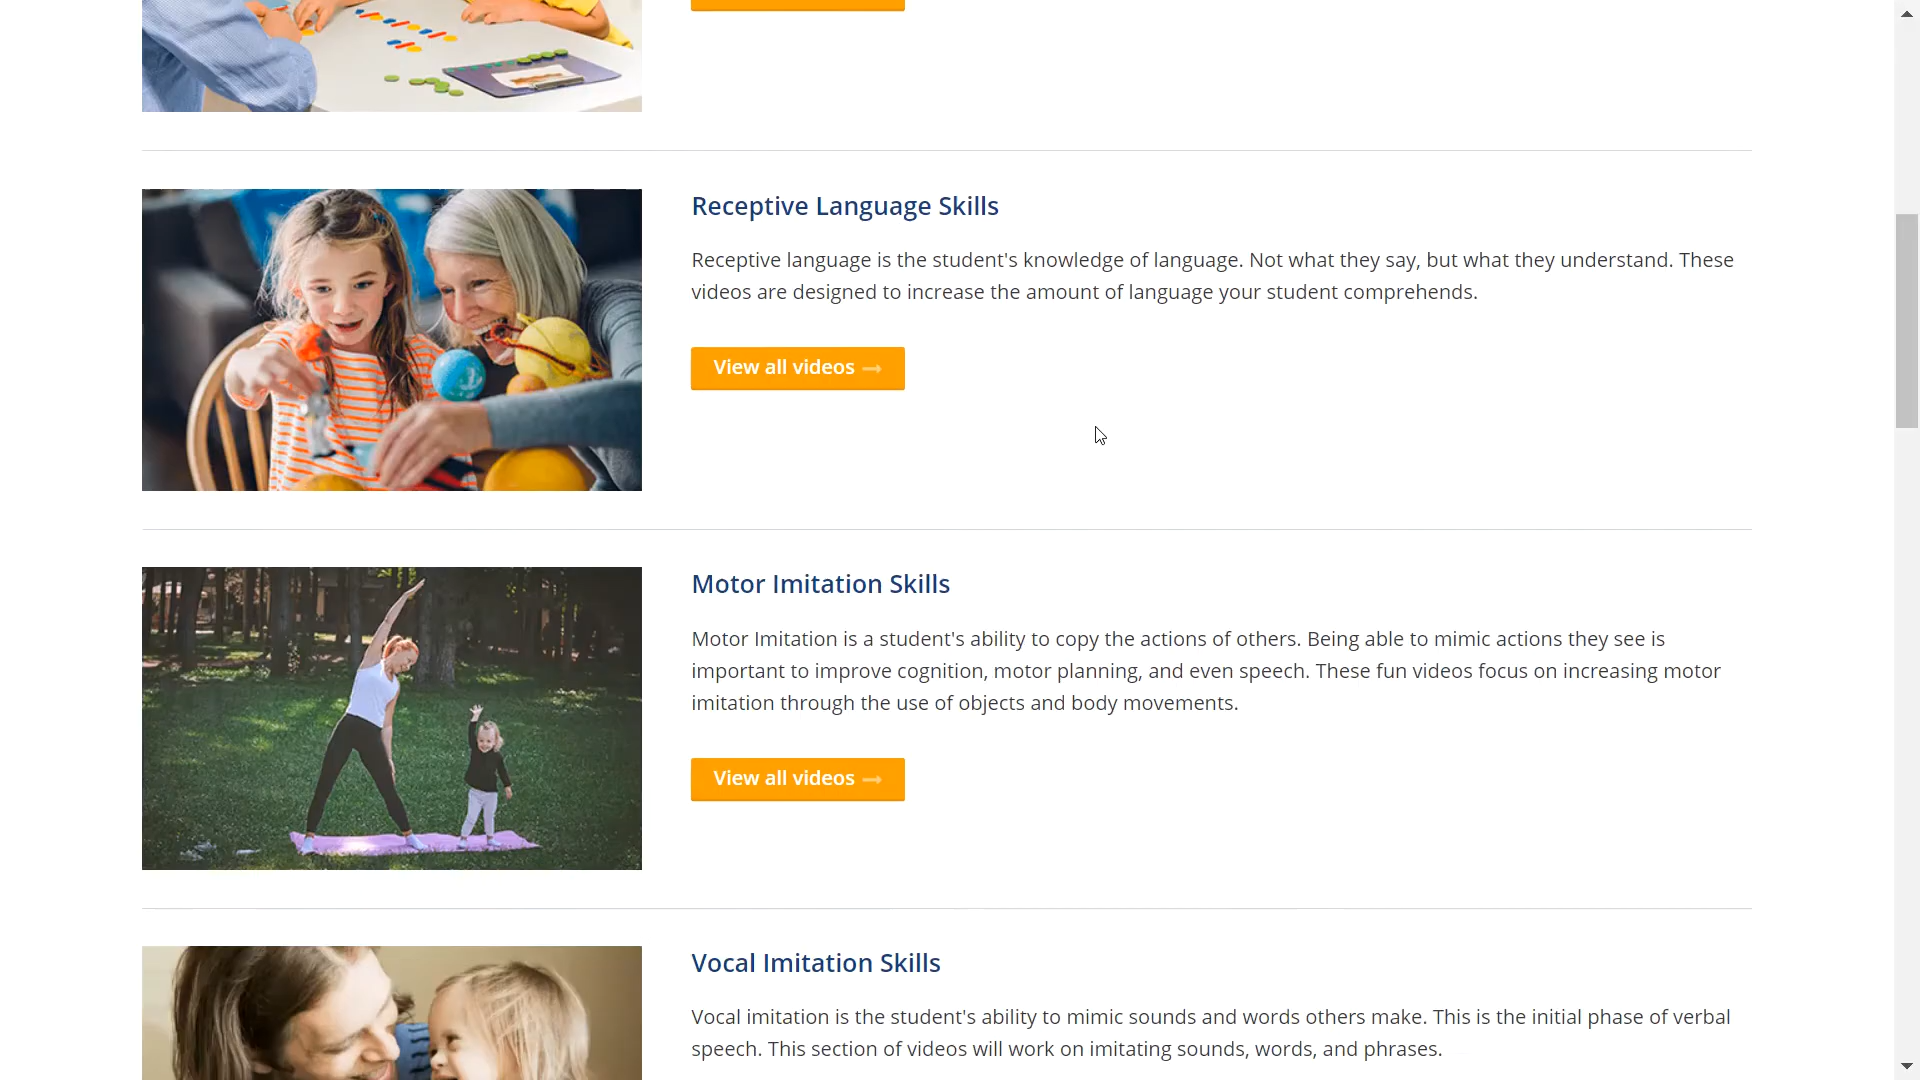 Receptive Language Skills
Receptive language is the student's knowledge of language. Not what they say, but what they understand. These
videos are designed to increase the amount of language your student comprehends.
View all videos →
Motor Imitation Skills
Motor Imitation is a student's ability to copy the actions of others. Being able to mimic actions they see is
important to improve cognition, motor planning, and even speech. These fun videos focus on increasing motor
imitation through the use of objects and body movements.
View all videos →
Vocal Imitation Skills
Vocal imitation is the student's ability to mimic sounds and words others make. This is the initial phase of verbal
speech. This section of videos will work on imitating sounds, words, and phrases.